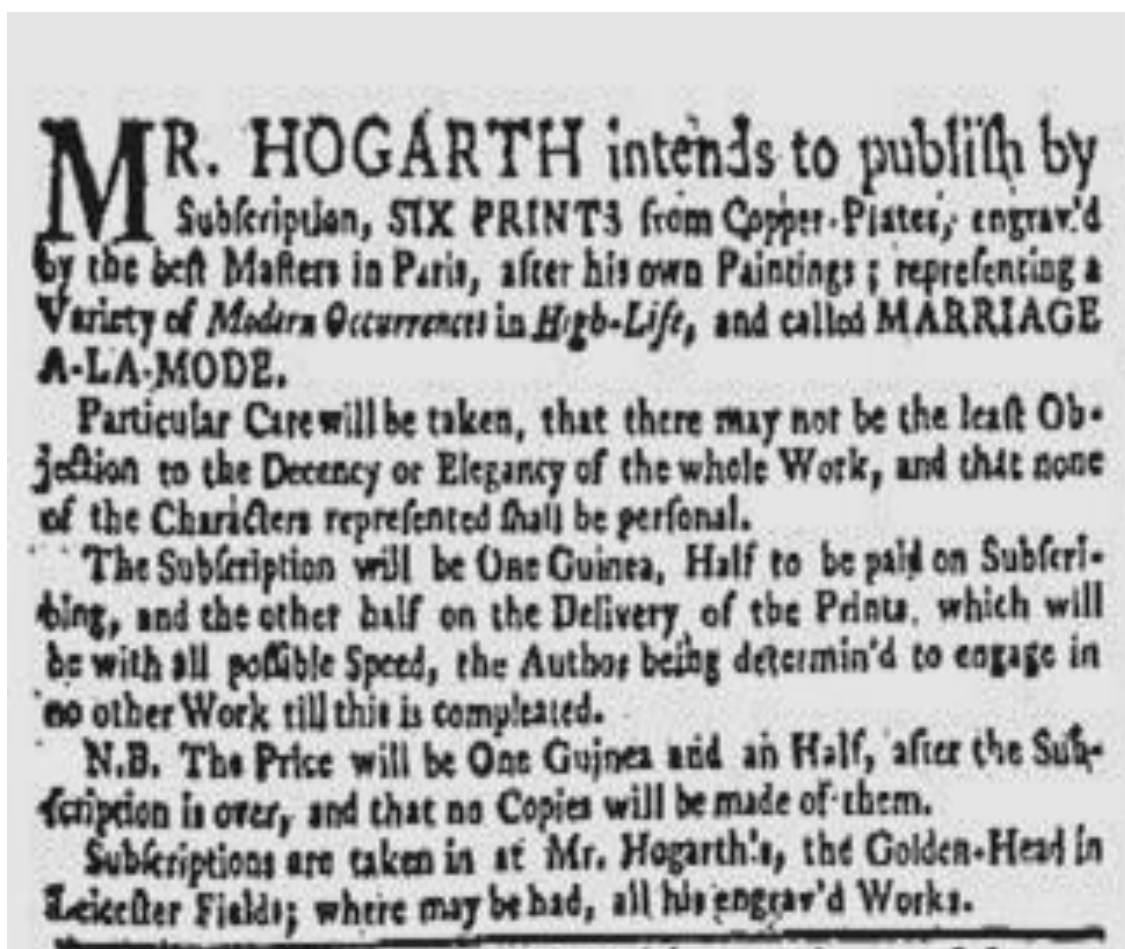 MR. HOGARTH intends to publiſh by
Subſcription, SIX PRINTS from Copper-Plates, engrav'd
by the beſt Maſters in Paris, after his own Paintings; repreſenting a
Variety of Modern Occurrences in High-Life, and called MARRIAGE
A-LA-MODE.
Particular Care will be taken, that there may not be the leaſt Ob-
jection to the Decency or Elegancy of the whole Work, and that none
of the Characters repreſented ſhall be perſonal.
The Subſcription will be One Guinea, Half to be paid on Subſcri-
bing, and the other half on the Delivery of the Prints, which will
be with all poſſible Speed, the Author being determin'd to engage in
no other Work till this is compleated.
N.B. The Price will be One Guinea and an Half, after the Sub-
ſcription is over, and that no Copies will be made of them.
Subſcriptions are taken in at Mr. Hogarth's, the Golden-Head in
Leiceſter Fields; where may be had, all his engrav'd Works.